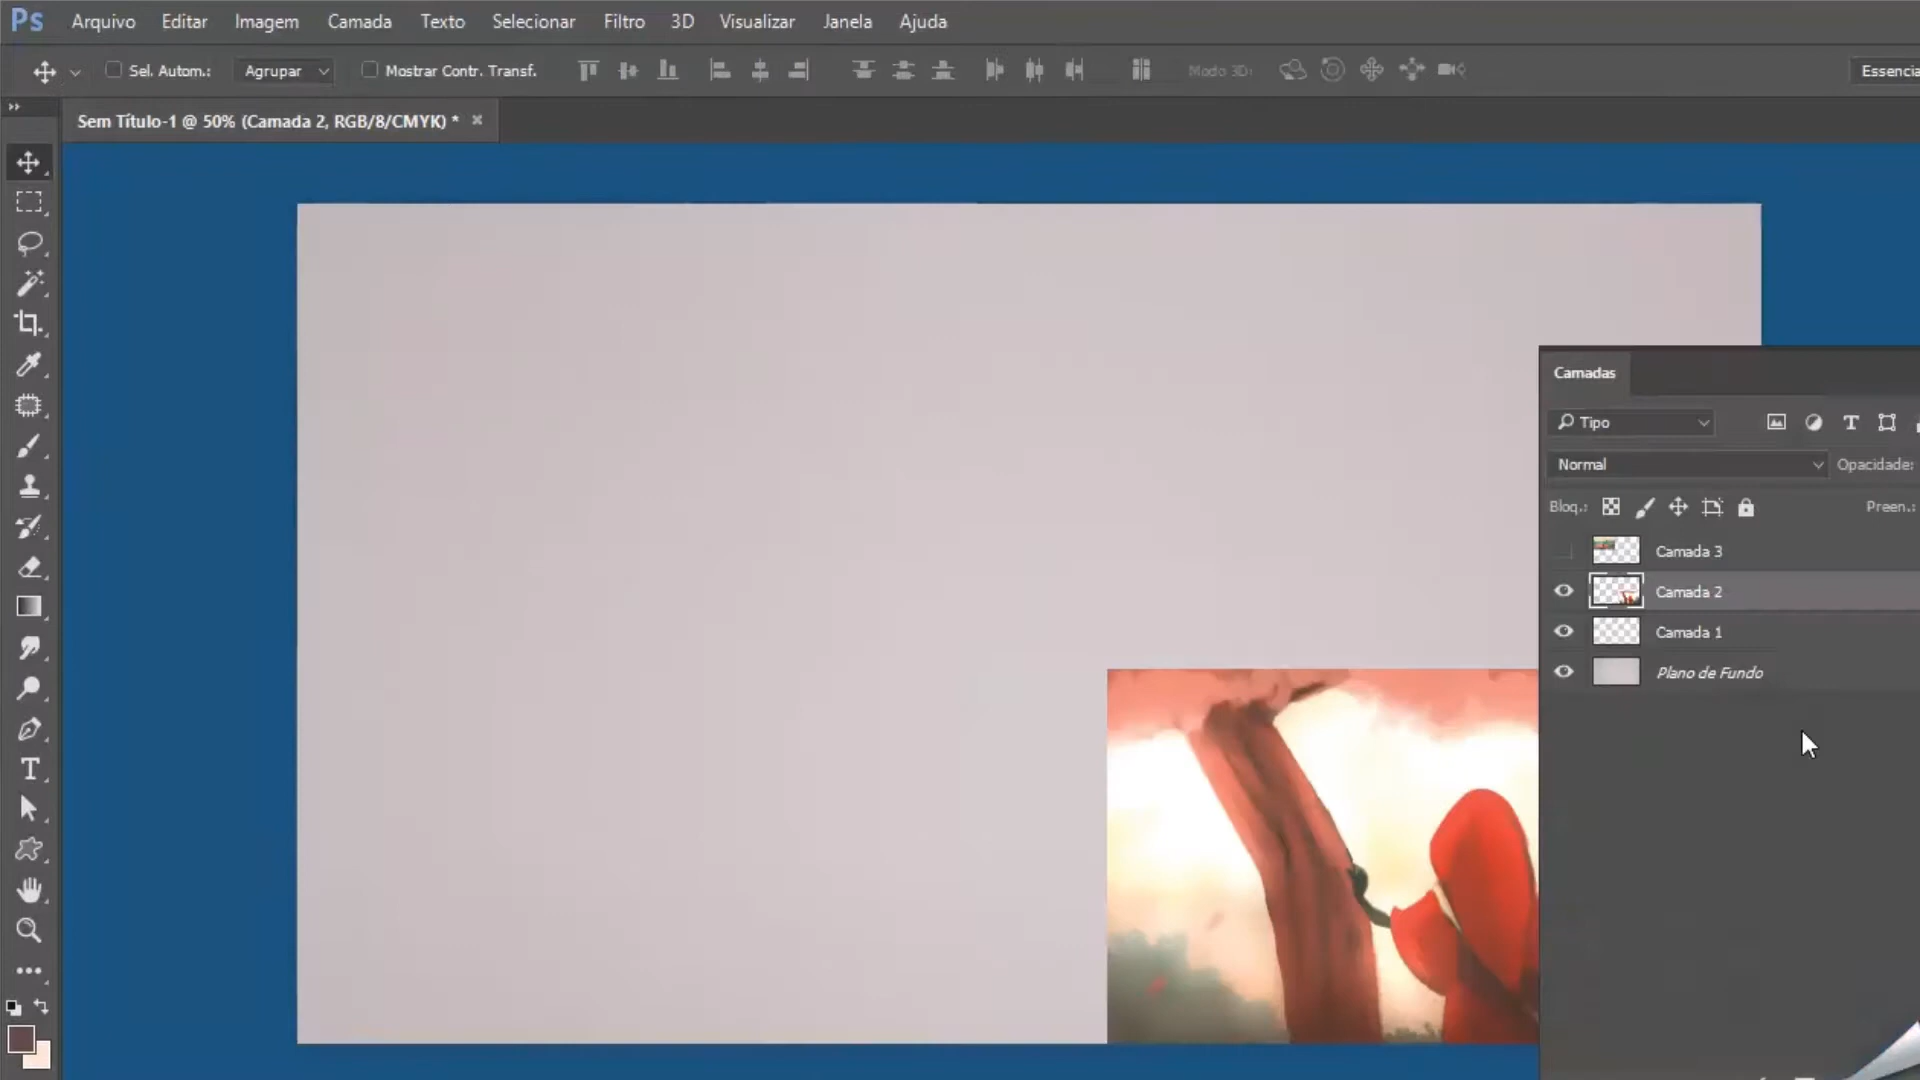 Ps Arquivo Editar Imagem Camada Texto Selecionar Filtro 3D Visualizar Janela Ajuda
Sel. Autom.: Agrupar Mostrar Contr. Transf. Modo 3D: Essencia
Sem Título-1 @ 50% (Camada 2, RGB/8/CMYK) *
Camadas
Tipo
Normal Opacidade:
Bloq.: Preen.:
Camada 3
Camada 2
Camada 1
Plano de Fundo